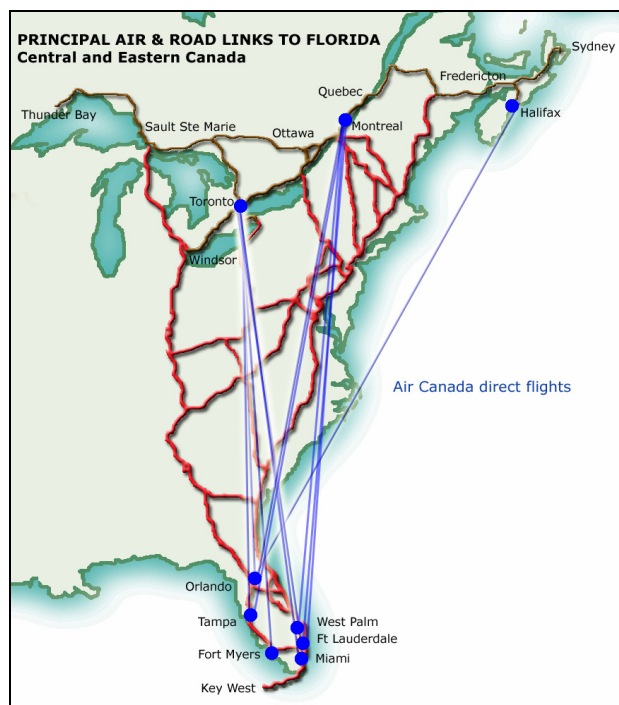 PRINCIPAL AIR & ROAD LINKS TO FLORIDA
Central and Eastern Canada
Sydney
Fredericton
Quebec
Thunder Bay
Halifax
Sault Ste Marie
Ottawa
Montreal
Toronto
Windsor
Air Canada direct flights
Orlando
Tampa
West Palm
Ft Lauderdale
Fort Myers
Miami
Key West